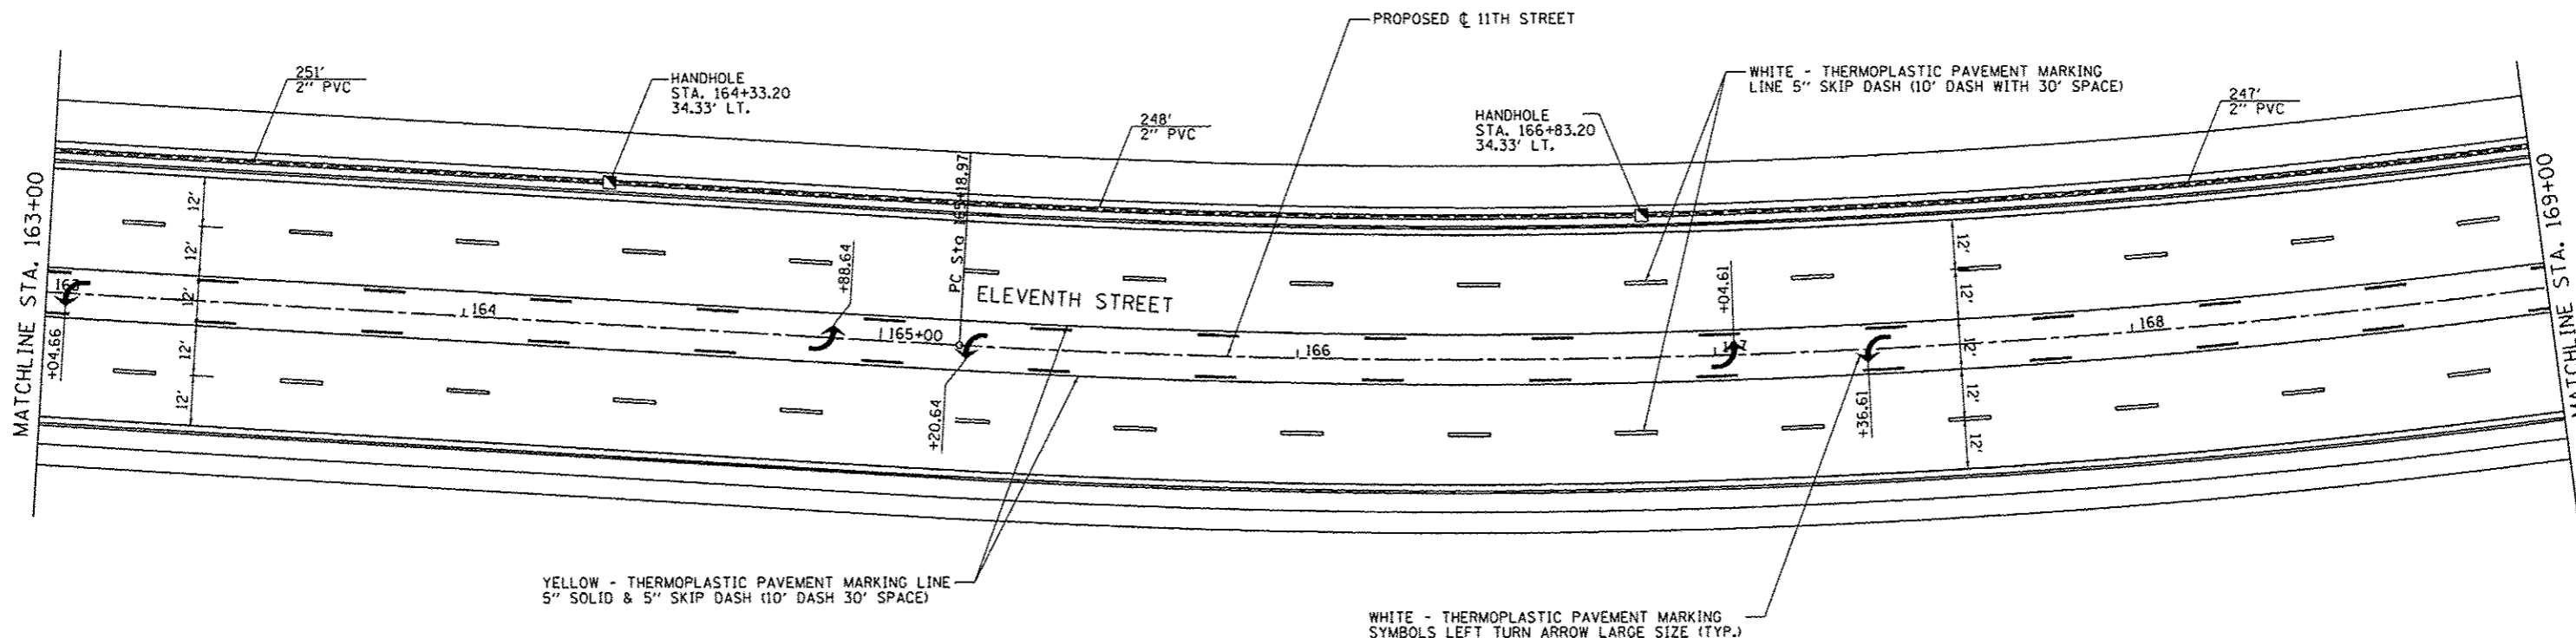 PROPOSED ℄ 11TH STREET
251'
2" PVC
HANDHOLE
STA. 164+33.20
34.33' LT.
WHITE - THERMOPLASTIC PAVEMENT MARKING
LINE 5" SKIP DASH (10' DASH WITH 30' SPACE)
248'
2" PVC
HANDHOLE
STA. 166+83.20
34.33' LT.
247'
2" PVC
MATCHLINE STA. 163+00
MATCHLINE STA. 169+00
PC Sta 165+18.97
12'
12'
12'
12'
12'
12'
12'
12'
12'
12'
163
164
165+00
166
168
+04.66
+88.64
+20.64
+04.61
+36.61
ELEVENTH STREET
YELLOW - THERMOPLASTIC PAVEMENT MARKING LINE
5" SOLID & 5" SKIP DASH (10' DASH 30' SPACE)
WHITE - THERMOPLASTIC PAVEMENT MARKING
SYMBOLS LEFT TURN ARROW LARGE SIZE (TYP.)